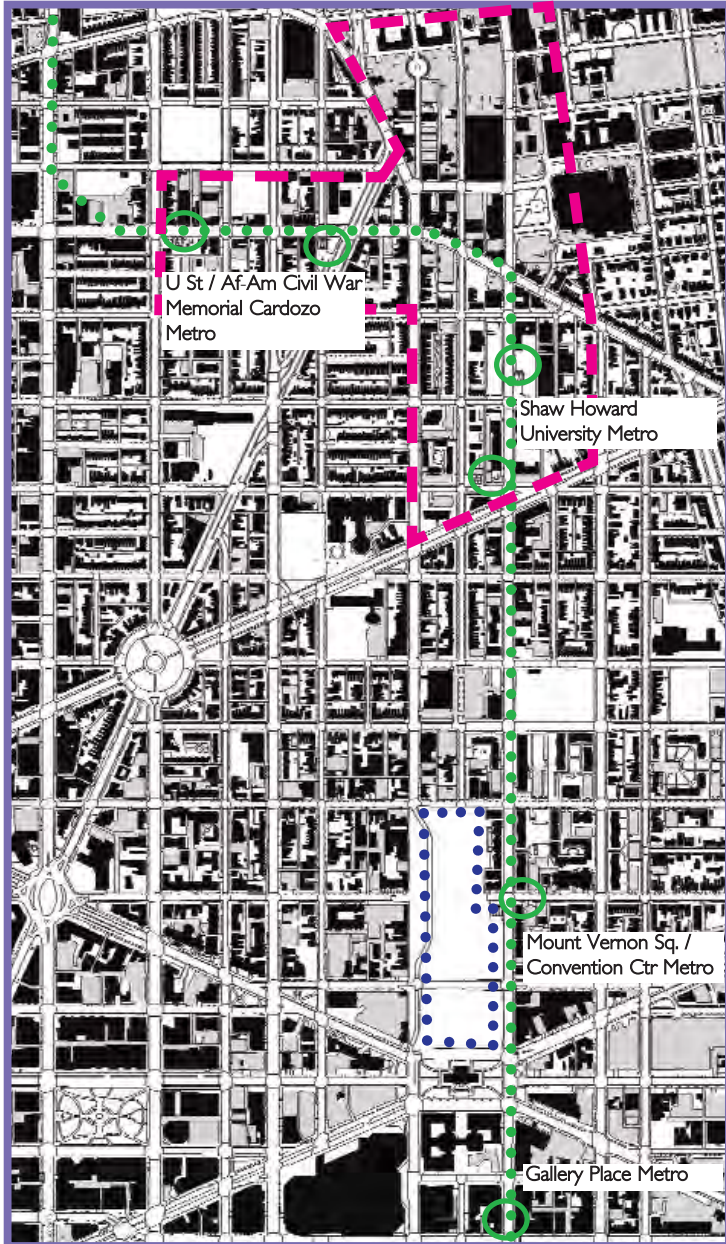 U St / Af-Am Civil War
Memorial Cardozo
Metro
Shaw Howard
University Metro
Mount Vernon Sq. /
Convention Ctr Metro
Gallery Place Metro